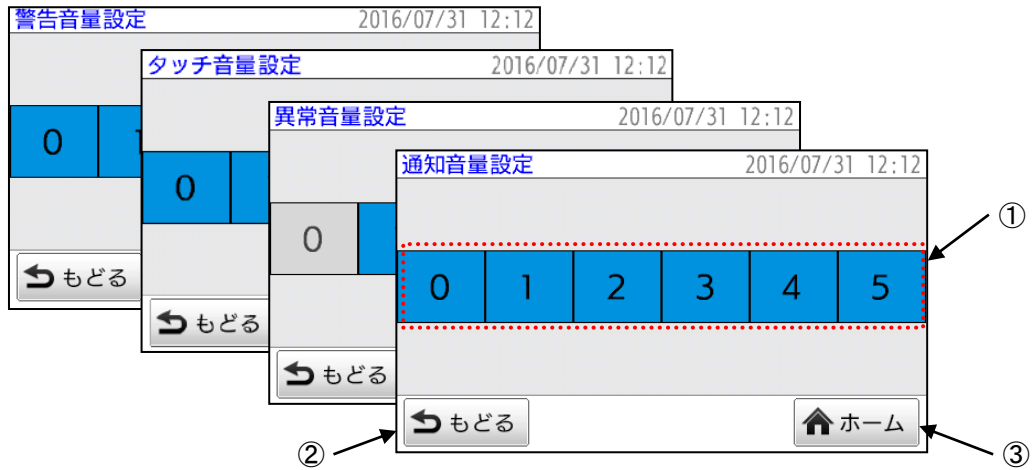 警告音量設定 2016/07/31 12:12
0 1
もどる
タッチ音量設定 2016/07/31 12:12
0
もどる
異常音量設定 2016/07/31 12:12
0
もどる
通知音量設定 2016/07/31 12:12
0 1 2 3 4 5
もどる ホーム
①
②
③